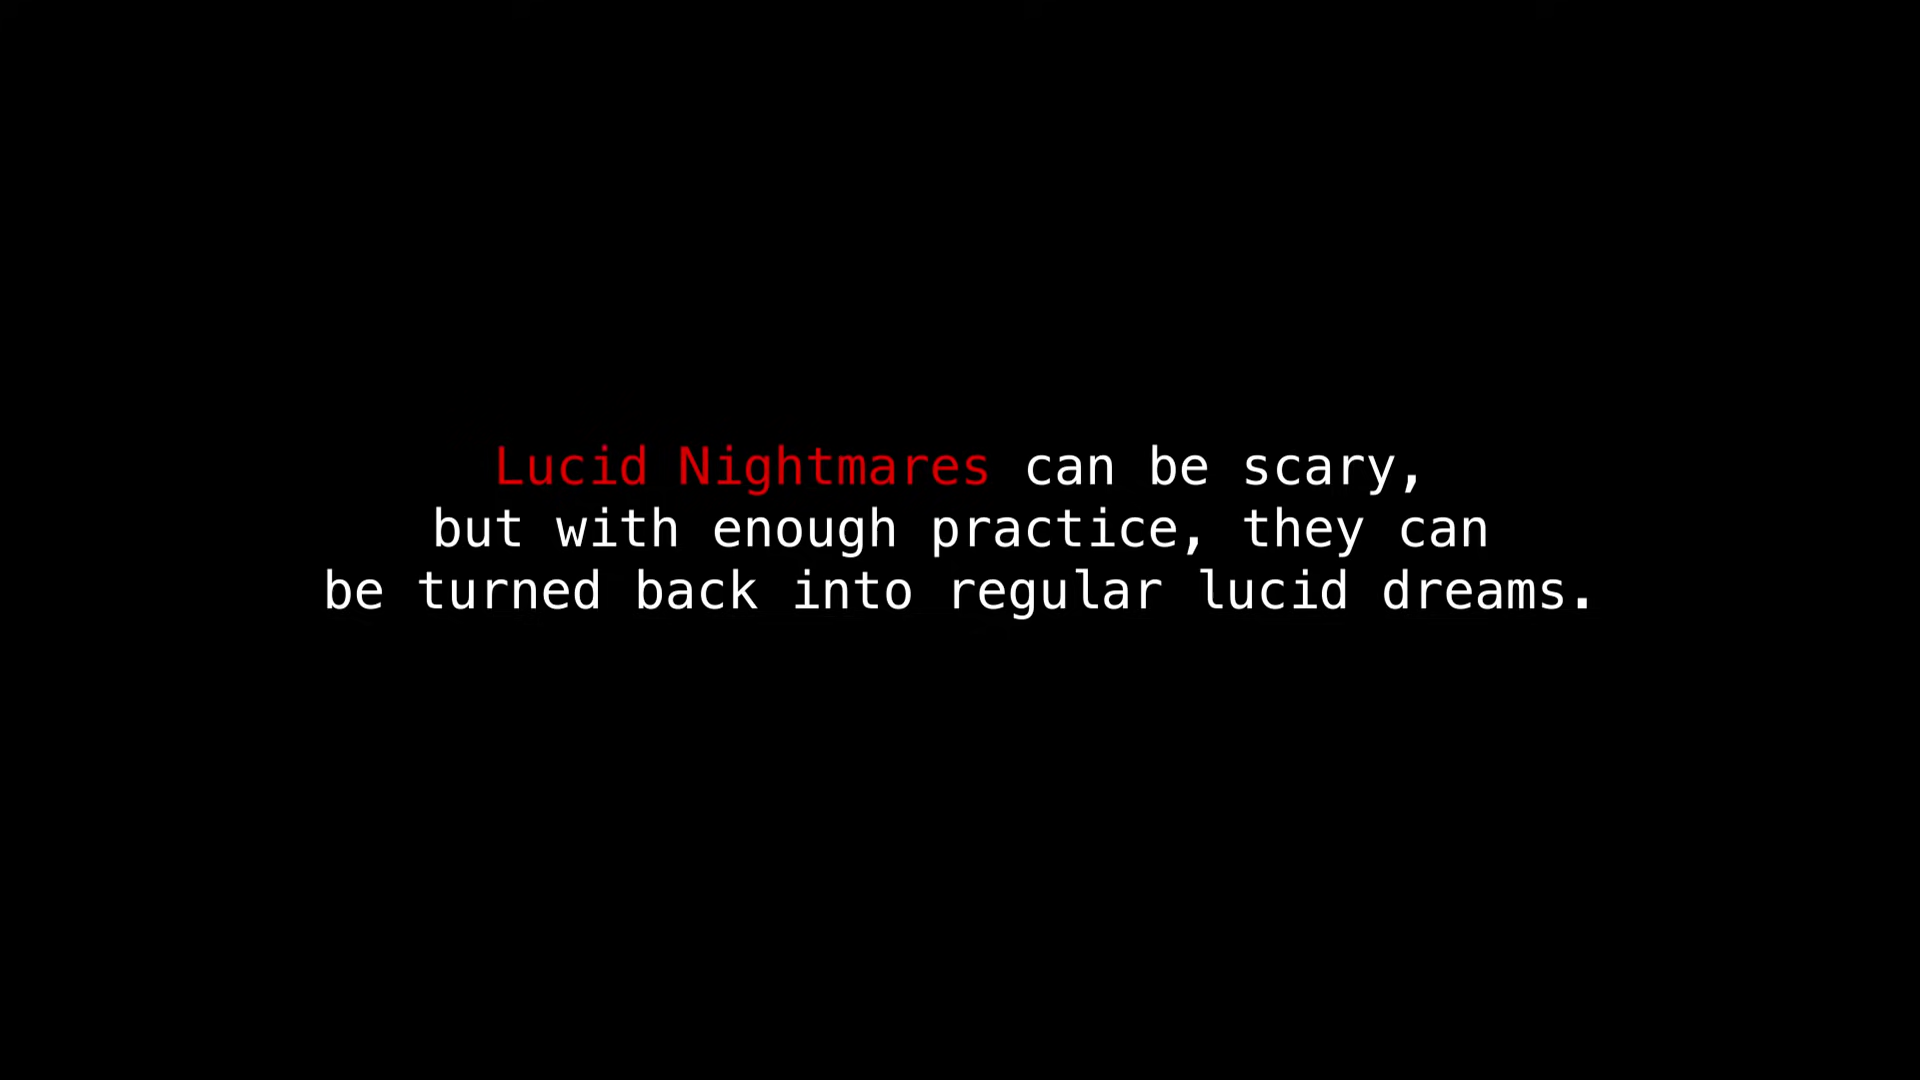 Lucid Nightmares can be scary,
but with enough practice, they can
be turned back into regular lucid dreams.